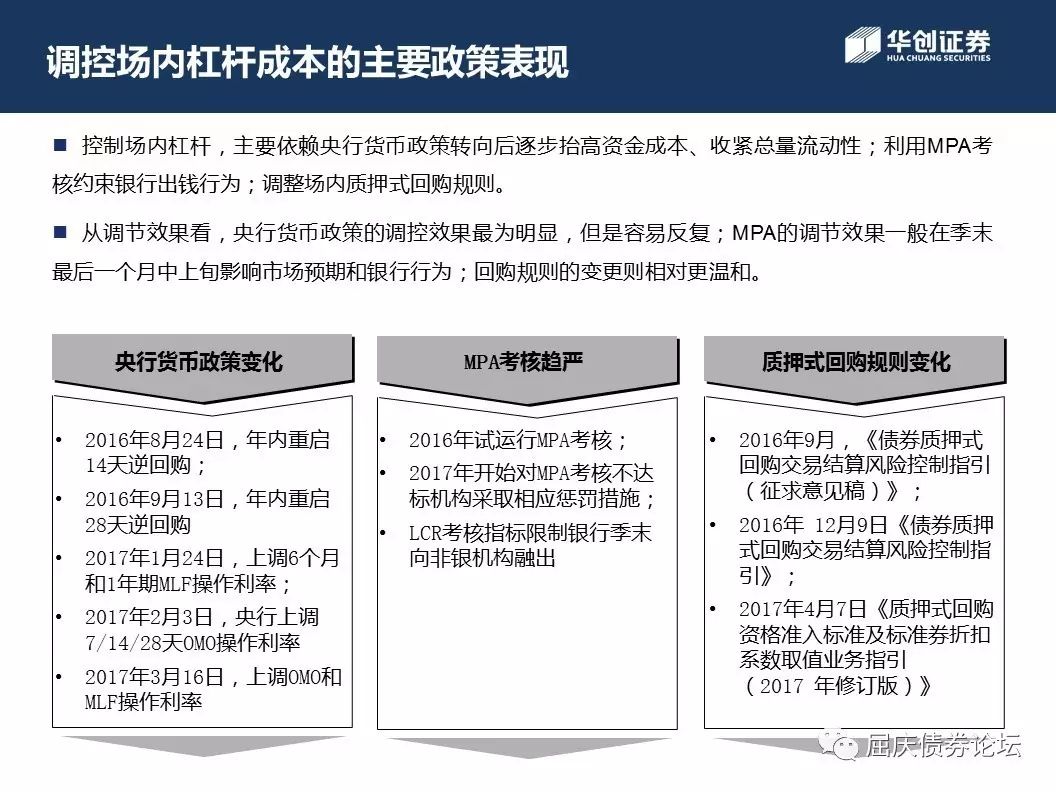 调控场内杠杆成本的主要政策表现
华创证券
HUA CHUANG SECURITIES
■ 控制场内杠杆，主要依赖央行货币政策转向后逐步抬高资金成本、收紧总量流动性；利用MPA考
核约束银行出钱行为；调整场内质押式回购规则。
■ 从调节效果看，央行货币政策的调控效果最为明显，但是容易反复；MPA的调节效果一般在季末
最后一个月中上旬影响市场预期和银行行为；回购规则的变更则相对更温和。
央行货币政策变化
• 2016年8月24日，年内重启
14天逆回购；
• 2016年9月13日，年内重启
28天逆回购
• 2017年1月24日，上调6个月
和1年期MLF操作利率；
• 2017年2月3日，央行上调
7/14/28天OMO操作利率
• 2017年3月16日，上调OMO和
MLF操作利率
MPA考核趋严
• 2016年试运行MPA考核；
• 2017年开始对MPA考核不达
标机构采取相应惩罚措施；
• LCR考核指标限制银行季末
向非银机构融出
质押式回购规则变化
• 2016年9月，《债券质押式
回购交易结算风险控制指引
（征求意见稿）》；
• 2016年 12月9日《债券质押
式回购交易结算风险控制指
引》；
• 2017年4月7日《质押式回购
资格准入标准及标准券折扣
系数取值业务指引
（2017 年修订版）》
屈庆债券论坛